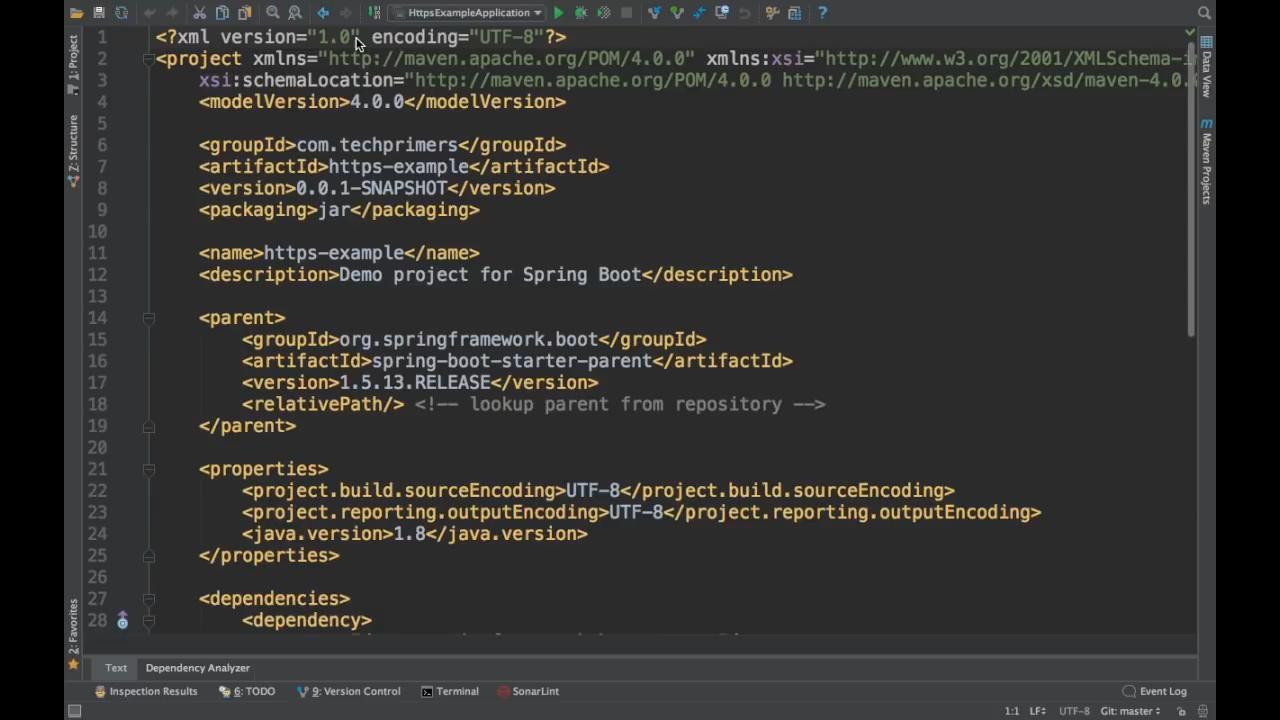 HttpsExampleApplication
1 <?xml version="1.0" encoding="UTF-8"?>
2 <project xmlns="http://maven.apache.org/POM/4.0.0" xmlns:xsi="http://www.w3.org/2001/XMLSchema-i
3 xsi:schemaLocation="http://maven.apache.org/POM/4.0.0 http://maven.apache.org/xsd/maven-4.0.
4 <modelVersion>4.0.0</modelVersion>
5
6 <groupId>com.techprimers</groupId>
7 <artifactId>https-example</artifactId>
8 <version>0.0.1-SNAPSHOT</version>
9 <packaging>jar</packaging>
10
11 <name>https-example</name>
12 <description>Demo project for Spring Boot</description>
13
14 <parent>
15 <groupId>org.springframework.boot</groupId>
16 <artifactId>spring-boot-starter-parent</artifactId>
17 <version>1.5.13.RELEASE</version>
18 <relativePath/> <!-- lookup parent from repository -->
19 </parent>
20
21 <properties>
22 <project.build.sourceEncoding>UTF-8</project.build.sourceEncoding>
23 <project.reporting.outputEncoding>UTF-8</project.reporting.outputEncoding>
24 <java.version>1.8</java.version>
25 </properties>
26
27 <dependencies>
28 <dependency>
1: Project
7: Structure
2: Favorites
Data View
m Maven Projects
Text Dependency Analyzer
Inspection Results 6: TODO 9: Version Control Terminal SonarLint Event Log
1:1 LF÷ UTF-8 Git: master